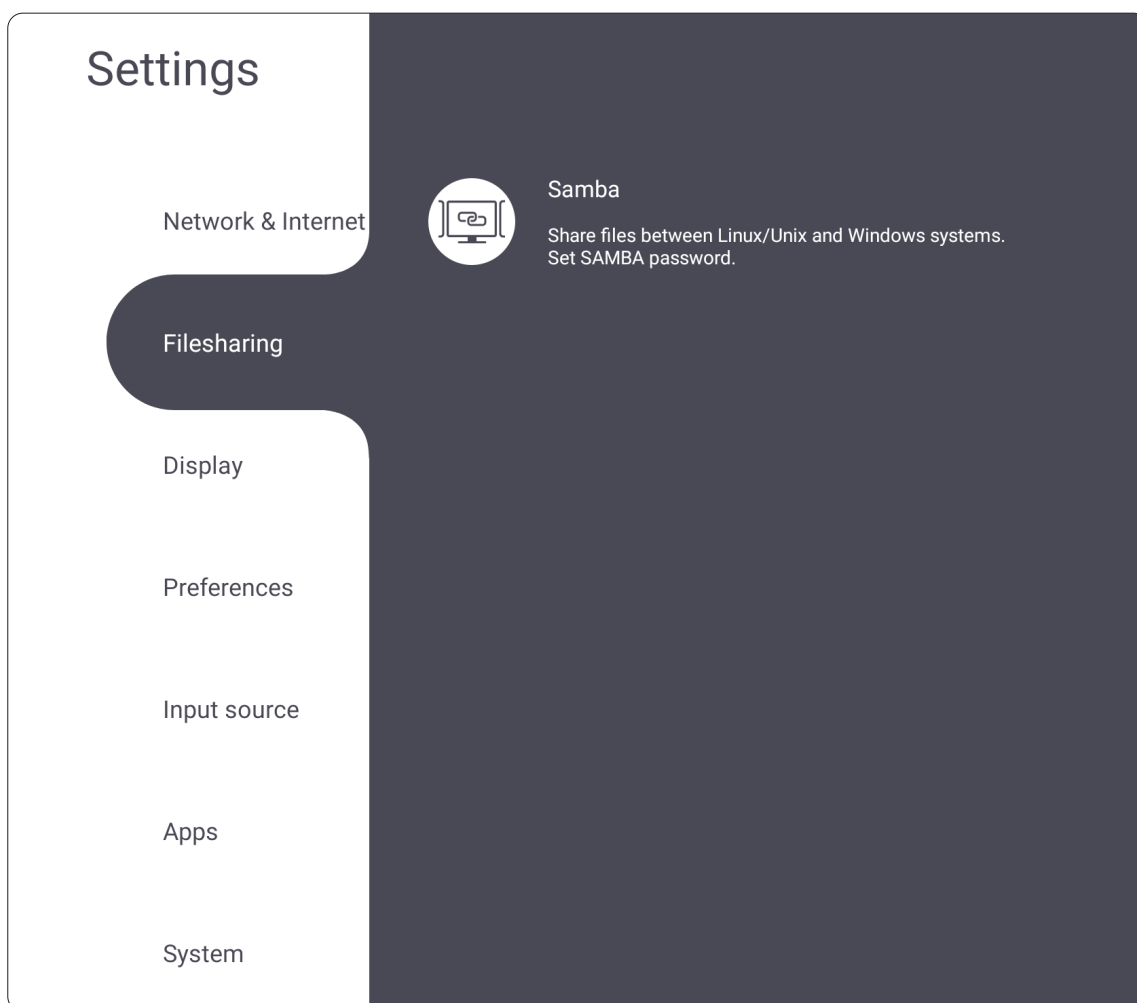 Settings
Network & Internet
Filesharing
Display
Preferences
Input source
Apps
System
Samba
Share files between Linux/Unix and Windows systems.
Set SAMBA password.